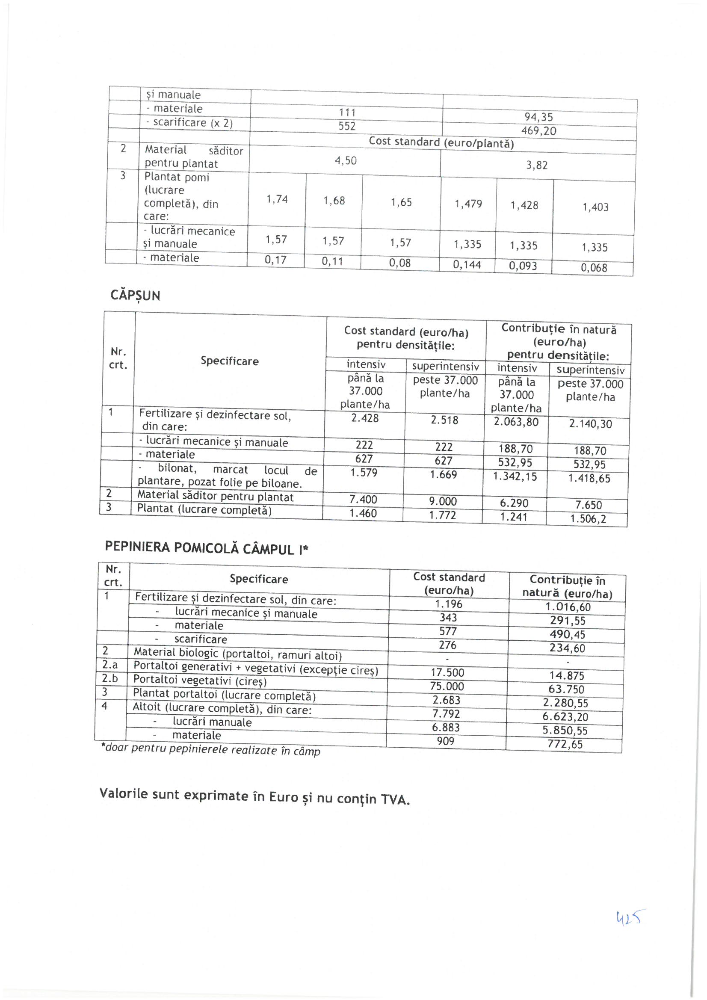 și manuale
- materiale 111 94,35
- scarificare (x 2) 552 469,20
Cost standard (euro/plantă)
2 Material săditor
pentru plantat 4,50 3,82
3 Plantat pomi
(lucrare
completă), din 1,74 1,68 1,65 1,479 1,428 1,403
care:
- lucrări mecanice
și manuale 1,57 1,57 1,57 1,335 1,335 1,335
- materiale 0,17 0,11 0,08 0,144 0,093 0,068
CĂPȘUN
Nr.
crt.
Specificare
Cost standard (euro/ha)
pentru densitățile:
Contribuție în natură
(euro/ha)
pentru densitățile:
intensiv superintensiv intensiv superintensiv
până la peste 37.000 până la peste 37.000
37.000 plante/ha 37.000 plante/ha
plante/ha plante/ha
1 Fertilizare și dezinfectare sol, 2.428 2.518 2.063,80 2.140,30
din care:
- lucrări mecanice și manuale 222 222 188,70 188,70
- materiale 627 627 532,95 532,95
- bilonat, marcat locul de 1.579 1.669 1.342,15 1.418,65
plantare, pozat folie pe biloane.
2 Material săditor pentru plantat 7.400 9.000 6.290 7.650
3 Plantat (lucrare completă) 1.460 1.772 1.241 1.506,2
PEPINIERA POMICOLĂ CÂMPUL I*
Nr.
crt.
Specificare
Cost standard
(euro/ha)
Contribuție în
natură (euro/ha)
1 Fertilizare și dezinfectare sol, din care: 1.196 1.016,60
- lucrări mecanice și manuale 343 291,55
- materiale 577 490,45
- scarificare 276 234,60
2 Material biologic (portaltoi, ramuri altoi) - -
2.a Portaltoi generativi + vegetativi (excepție cireș) 17.500 14.875
2.b Portaltoi vegetativi (cireș) 75.000 63.750
3 Plantat portaltoi (lucrare completă) 2.683 2.280,55
4 Altoit (lucrare completă), din care: 7.792 6.623,20
- lucrări manuale 6.883 5.850,55
- materiale 909 772,65
*doar pentru pepinierele realizate în câmp
Valorile sunt exprimate în Euro și nu conțin TVA.
425